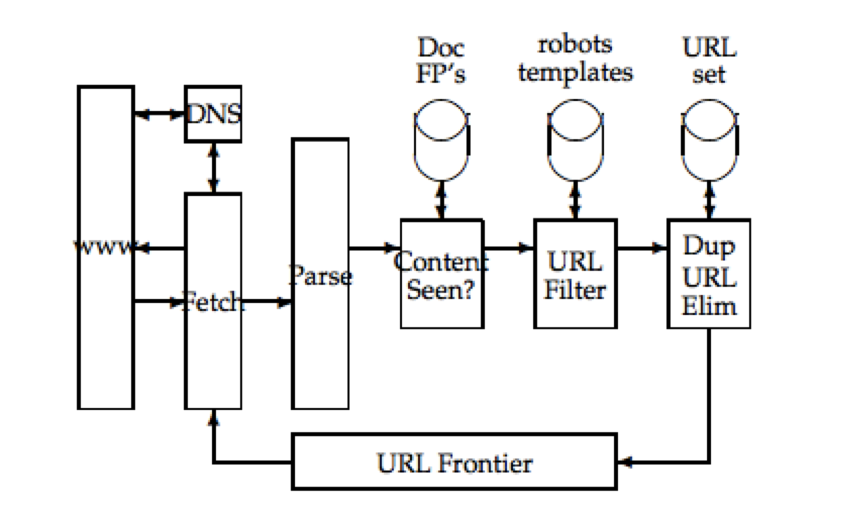 Doc
FP's
robots
templates
URL
set
DNS
www
Fetch
Parse
Content
Seen?
URL
Filter
Dup
URL
Elim
URL Frontier